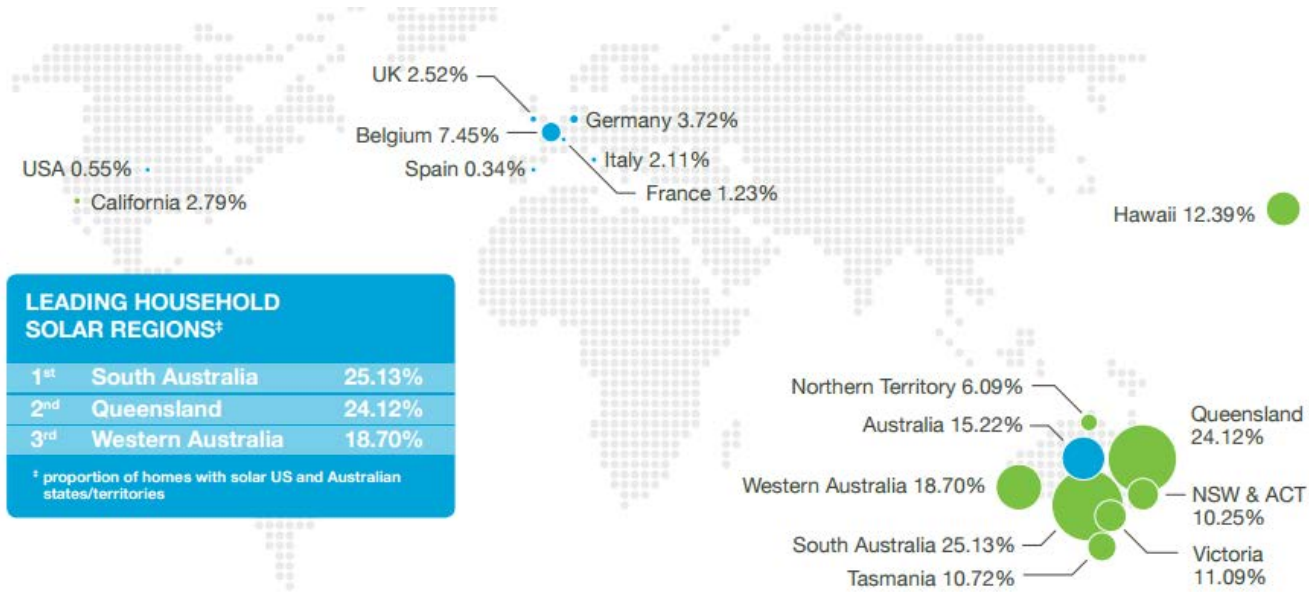 UK 2.52%
Belgium 7.45%
Germany 3.72%
USA 0.55%
Spain 0.34%
Italy 2.11%
California 2.79%
France 1.23%
Hawaii 12.39%
LEADING HOUSEHOLD
SOLAR REGIONS‡
1st South Australia 25.13%
2nd Queensland 24.12%
3rd Western Australia 18.70%
‡ proportion of homes with solar US and Australian
states/territories
Northern Territory 6.09%
Australia 15.22%
Queensland
24.12%
Western Australia 18.70%
NSW & ACT
10.25%
South Australia 25.13%
Victoria
11.09%
Tasmania 10.72%